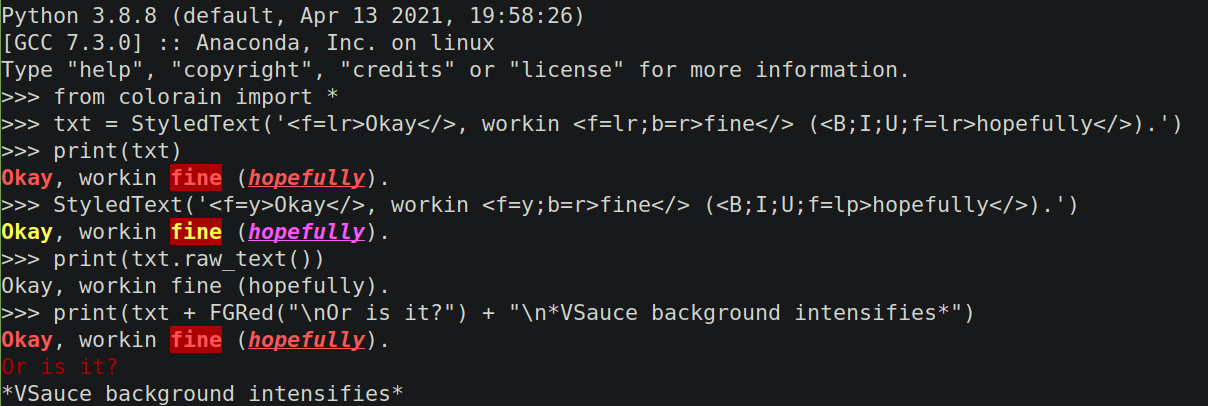 Python 3.8.8 (default, Apr 13 2021, 19:58:26)
[GCC 7.3.0] :: Anaconda, Inc. on linux
Type "help", "copyright", "credits" or "license" for more information.
>>> from colorain import *
>>> txt = StyledText('<f=lr>Okay</>, workin <f=lr;b=r>fine</> (<B;I;U;f=lr>hopefully</>).')
>>> print(txt)
Okay, workin fine (hopefully).
>>> StyledText('<f=y>Okay</>, workin <f=y;b=r>fine</> (<B;I;U;f=lp>hopefully</>).')
Okay, workin fine (hopefully).
>>> print(txt.raw_text())
Okay, workin fine (hopefully).
>>> print(txt + FGRed("\nOr is it?") + "\n*VSauce background intensifies*")
Okay, workin fine (hopefully).
Or is it?
*VSauce background intensifies*